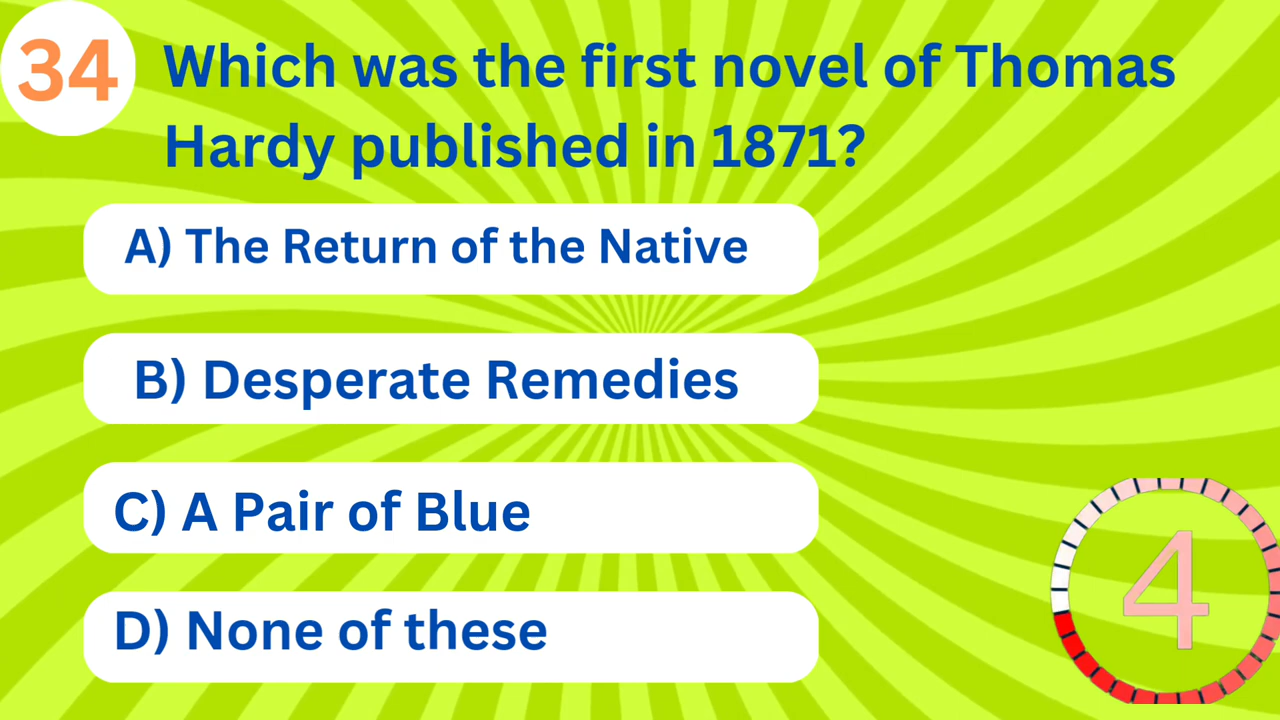 34
Which was the first novel of Thomas
Hardy published in 1871?
A) The Return of the Native
B) Desperate Remedies
C) A Pair of Blue
D) None of these
4